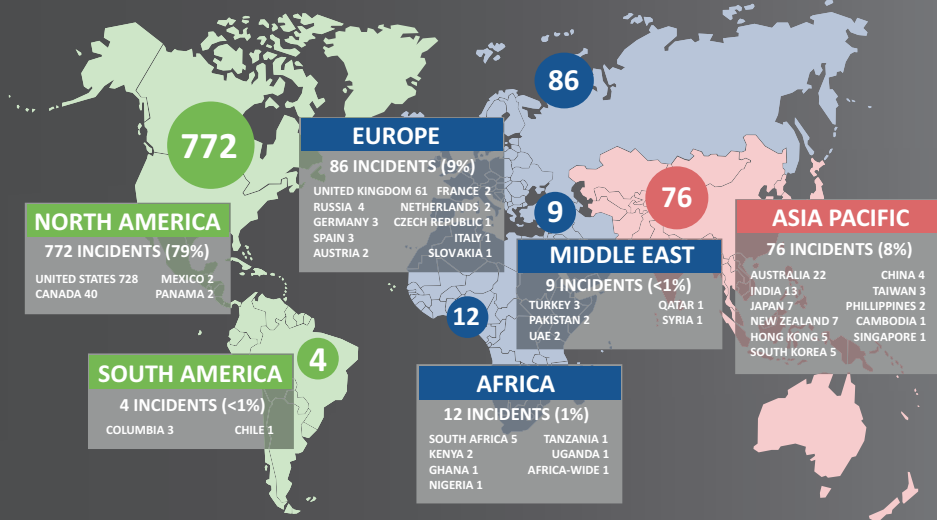 772
NORTH AMERICA
772 INCIDENTS (79%)
UNITED STATES 728 MEXICO 2
CANADA 40 PANAMA 2
4
SOUTH AMERICA
4 INCIDENTS (<1%)
COLUMBIA 3 CHILE 1
86
EUROPE
86 INCIDENTS (9%)
UNITED KINGDOM 61 FRANCE 2
RUSSIA 4 NETHERLANDS 2
GERMANY 3 CZECH REPUBLIC 1
SPAIN 3 ITALY 1
AUSTRIA 2 SLOVAKIA 1
9
MIDDLE EAST
9 INCIDENTS (<1%)
TURKEY 3 QATAR 1
PAKISTAN 2 SYRIA 1
UAE 2
12
AFRICA
12 INCIDENTS (1%)
SOUTH AFRICA 5 TANZANIA 1
KENYA 2 UGANDA 1
GHANA 1 AFRICA-WIDE 1
NIGERIA 1
76
ASIA PACIFIC
76 INCIDENTS (8%)
AUSTRALIA 22 CHINA 4
INDIA 13 TAIWAN 3
JAPAN 7 PHILLIPPINES 2
NEW ZEALAND 7 CAMBODIA 1
HONG KONG 5 SINGAPORE 1
SOUTH KOREA 5